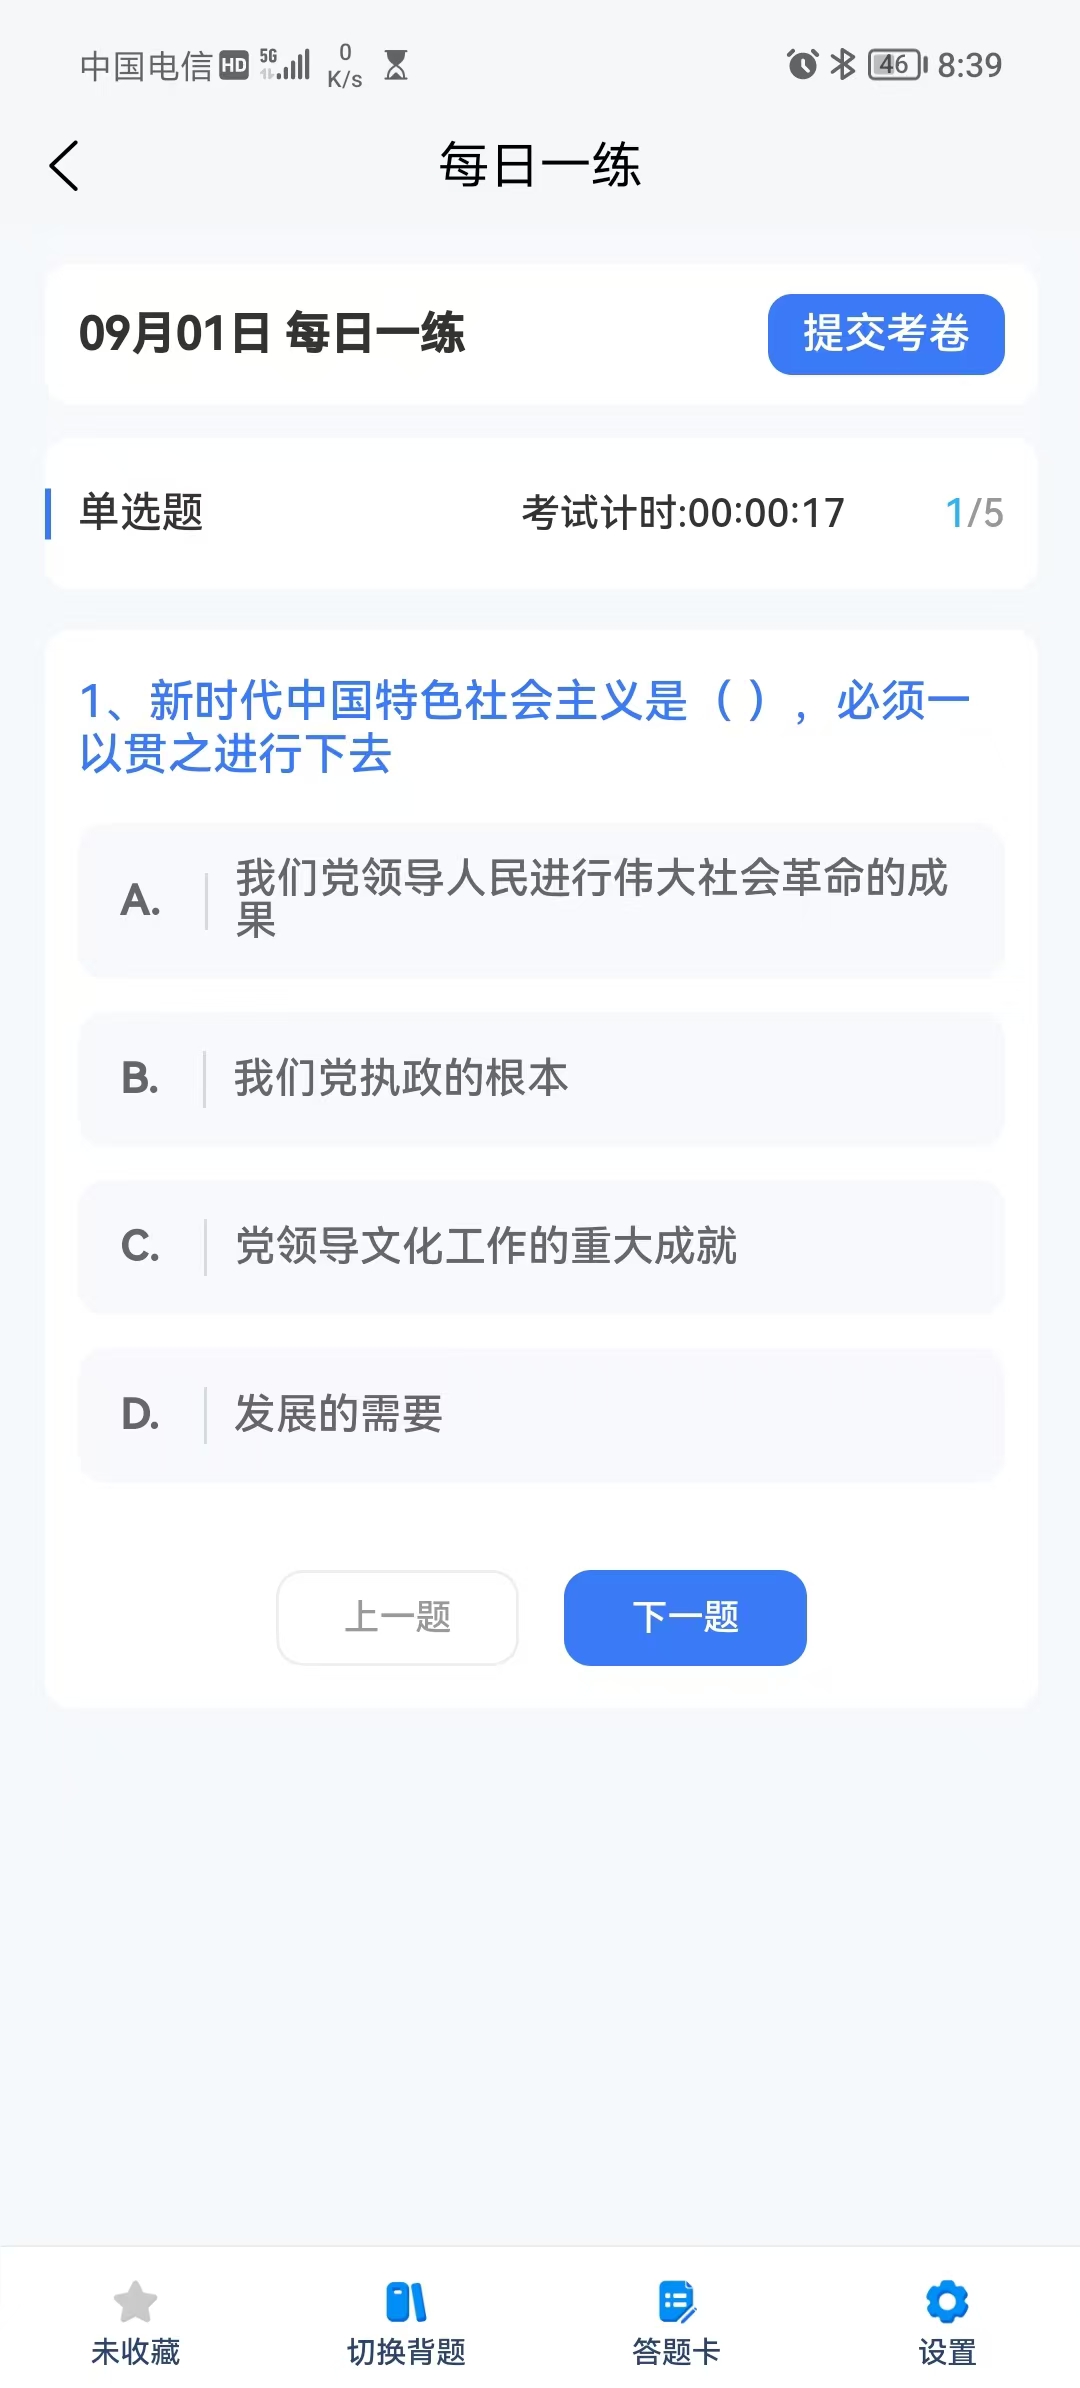 中国电信 HD 5G 0 K/s 46 8:39
每日一练
09月01日 每日一练 提交考卷
单选题 考试计时:00:00:17 1/5
1、新时代中国特色社会主义是（ ），必须一
以贯之进行下去
A. 我们党领导人民进行伟大社会革命的成
果
B. 我们党执政的根本
C. 党领导文化工作的重大成就
D. 发展的需要
上一题 下一题
未收藏 切换背题 答题卡 设置